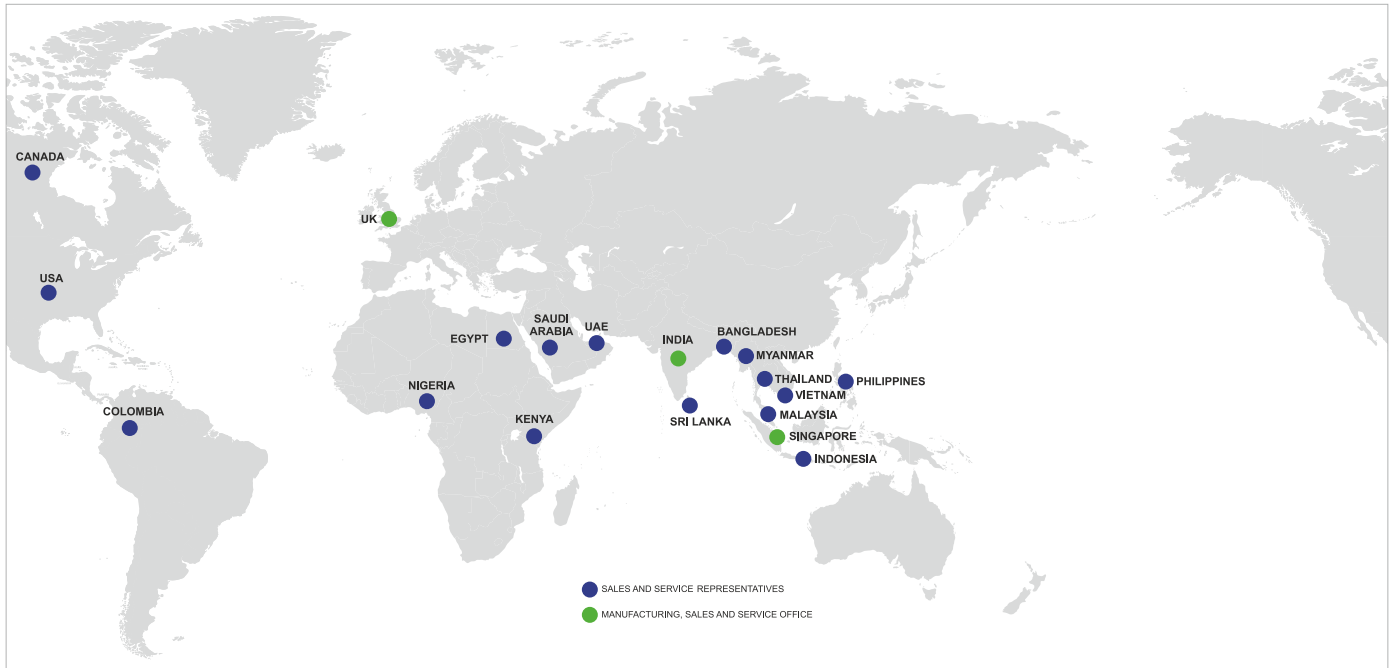 CANADA
UK
USA
SAUDI
ARABIA
UAE
EGYPT
INDIA
BANGLADESH
MYANMAR
THAILAND
PHILIPPINES
NIGERIA
VIETNAM
COLOMBIA
KENYA
SRI LANKA
MALAYSIA
SINGAPORE
INDONESIA
SALES AND SERVICE REPRESENTATIVES
MANUFACTURING, SALES AND SERVICE OFFICE